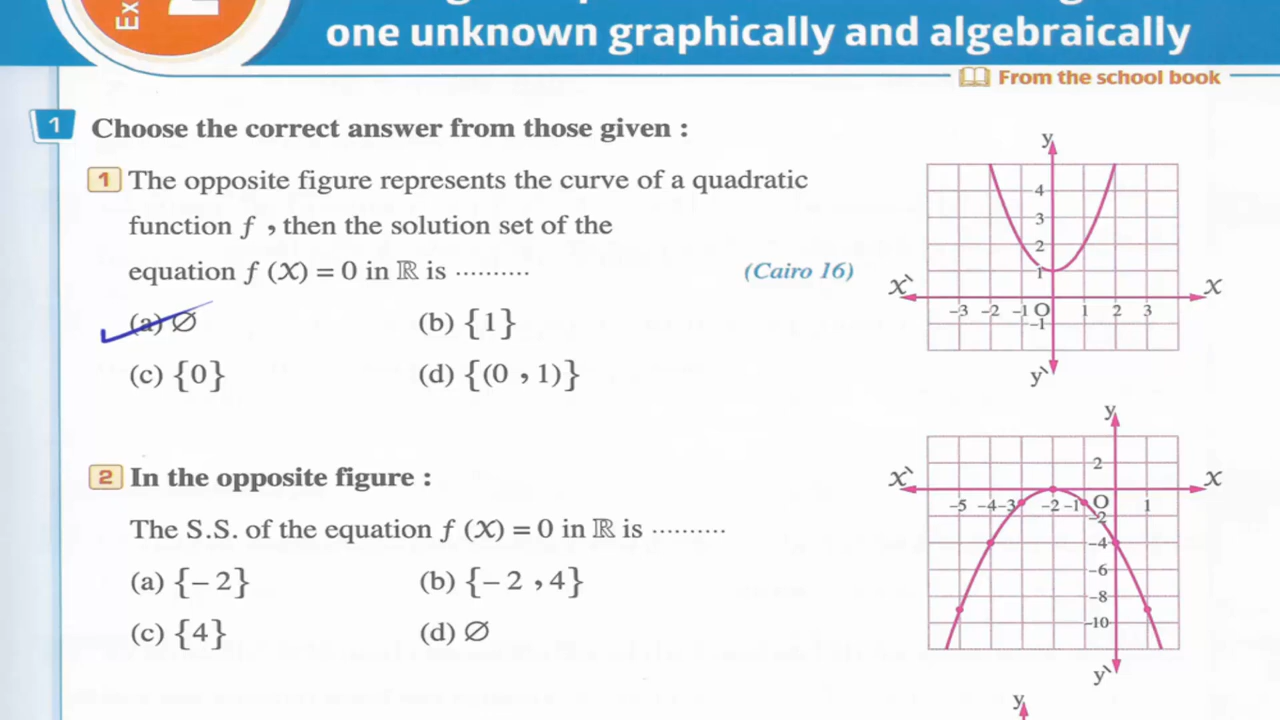 Ex
one unknown graphically and algebraically
From the school book
1 Choose the correct answer from those given :
1 The opposite figure represents the curve of a quadratic
function f , then the solution set of the
equation f (X) = 0 in ℝ is ..........
(Cairo 16)
(a) ∅ (b) {1}
(c) {0} (d) {(0 , 1)}
y
4
3
2
1
x` x
-3 -2 -1 O 1 2 3
-1
y`
2 In the opposite figure :
The S.S. of the equation f (X) = 0 in ℝ is ..........
(a) {- 2} (b) {- 2 , 4}
(c) {4} (d) ∅
y
2
x` x
-5 -4 -3 -2 -1 O 1
-2
-4
-6
-8
-10
y`
y